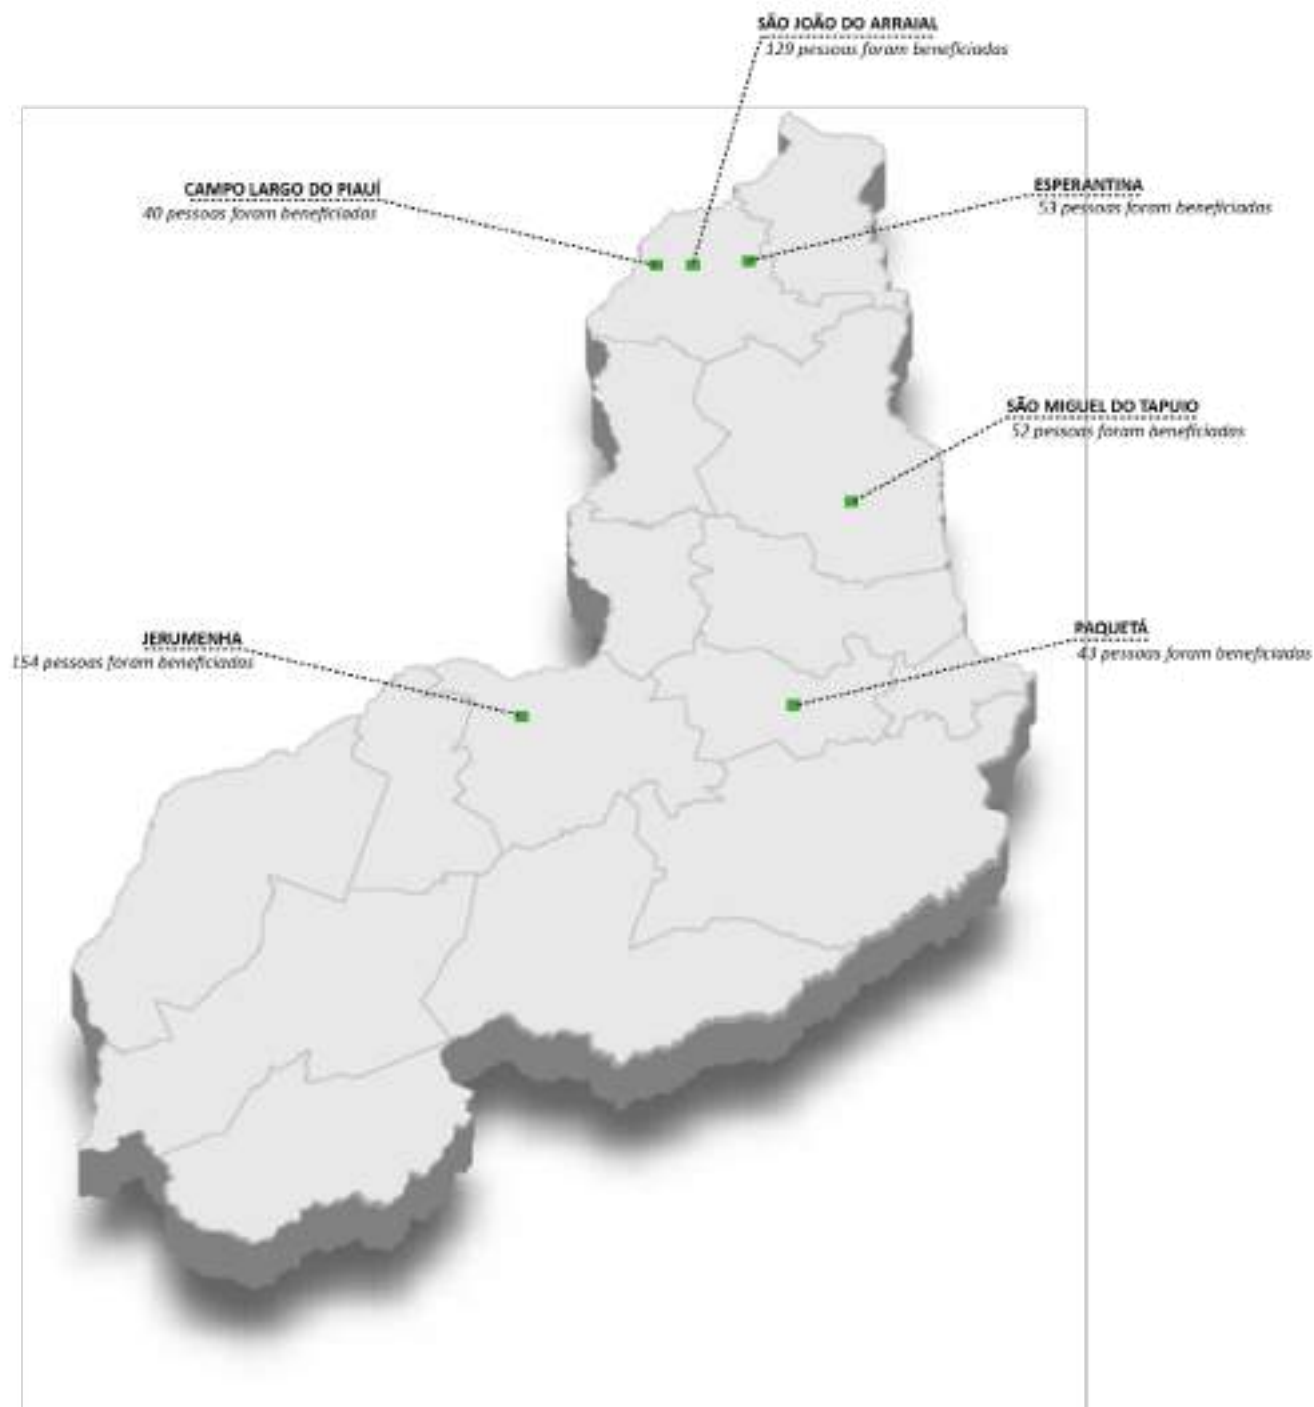 SÃO JOÃO DO ARRAIAL
129 pessoas foram beneficiadas
CAMPO LARGO DO PIAUÍ
40 pessoas foram beneficiadas
ESPERANTINA
53 pessoas foram beneficiadas
SÃO MIGUEL DO TAPUIO
52 pessoas foram beneficiadas
JERUMENHA
154 pessoas foram beneficiadas
PAQUETÁ
43 pessoas foram beneficiadas